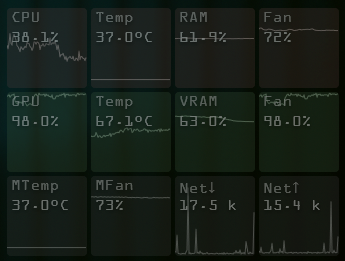 CPU Temp RAM Fan
38.1% 37.0°C 61.9% 72%
GPU Temp VRAM Fan
98.0% 67.1°C 63.0% 98.0%
MTemp MFan Net↓ Net↑
37.0°C 73% 17.5 k 15.4 k